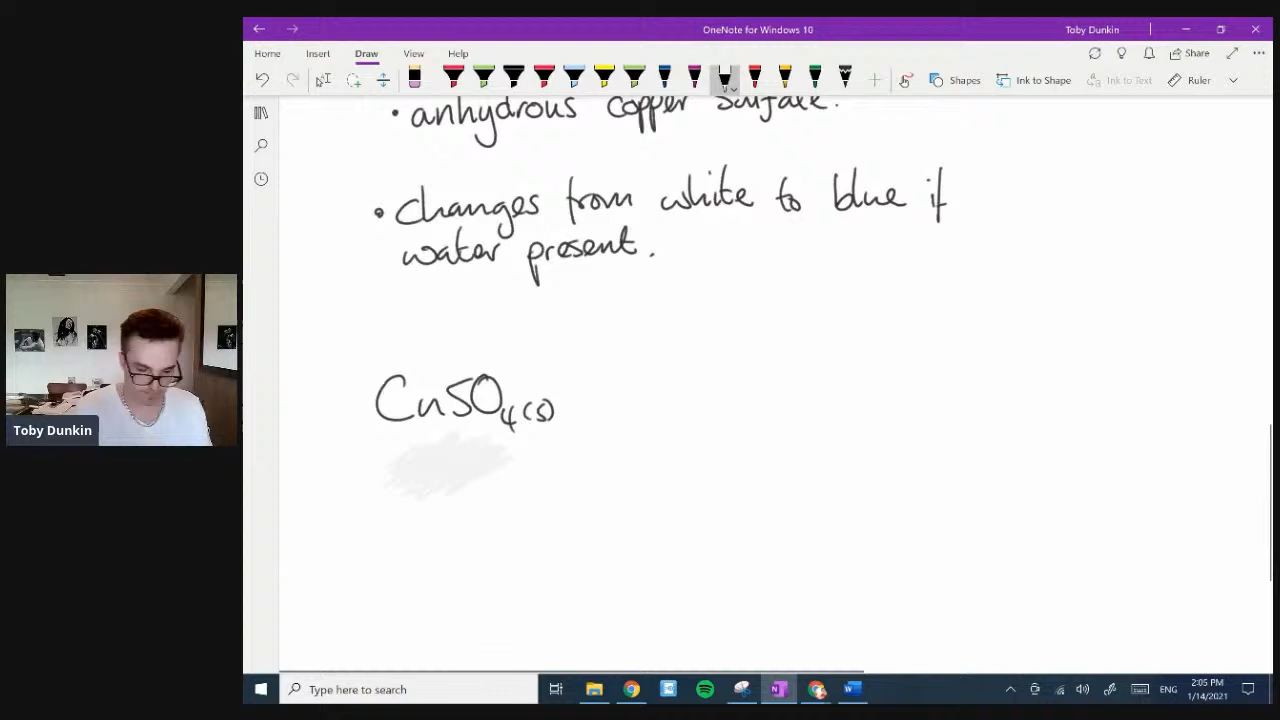 OneNote for Windows 10
Toby Dunkin
Home Insert Draw View Help
Share
Shapes
Ink to Shape
Ink to Text
Ruler
• anhydrous copper sulfate.
• changes from white to blue if
water present.
CuSO4(s)
Toby Dunkin
Type here to search
ENG
2:05 PM
1/14/2021